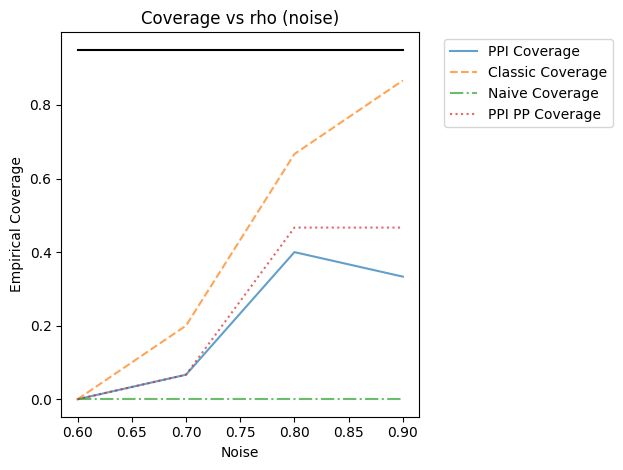 Coverage vs rho (noise)
PPI Coverage
Classic Coverage
Naive Coverage
PPI PP Coverage
Empirical Coverage
0.8
0.6
0.4
0.2
0.0
0.60 0.65 0.70 0.75 0.80 0.85 0.90
Noise